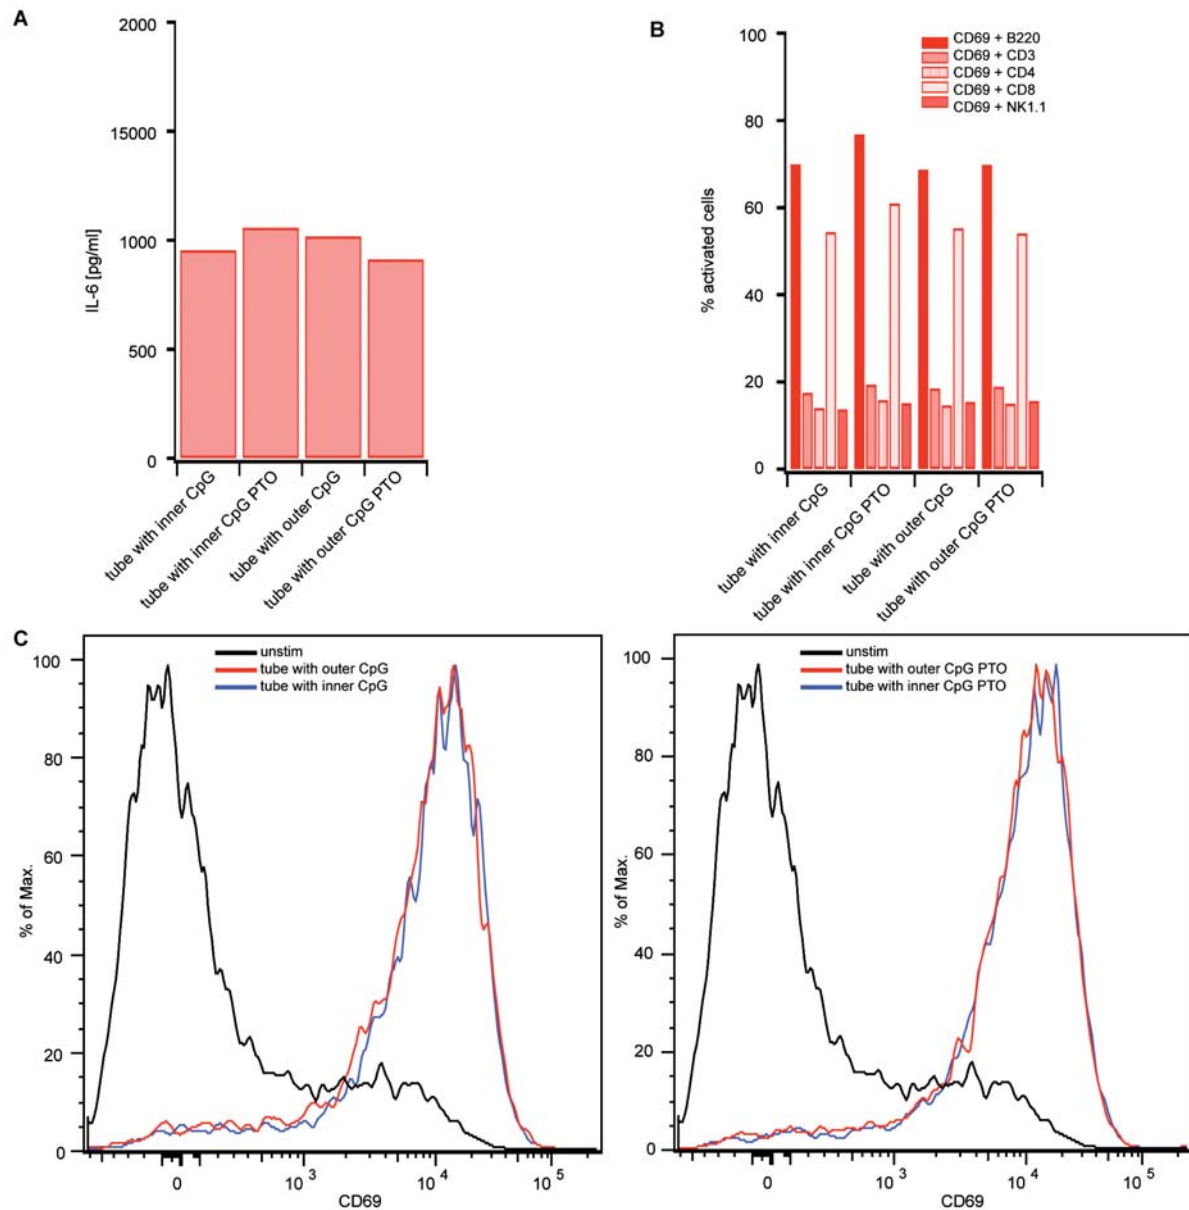 A
2000
15000
1000
500
0
IL-6 [pg/ml]
tube with inner CpG
tube with inner CpG PTO
tube with outer CpG
tube with outer CpG PTO
B
100
80
60
40
20
0
% activated cells
CD69 + B220
CD69 + CD3
CD69 + CD4
CD69 + CD8
CD69 + NK1.1
tube with inner CpG
tube with inner CpG PTO
tube with outer CpG
tube with outer CpG PTO
C
unstim
tube with outer CpG
tube with inner CpG
100
80
60
40
20
0
% of Max.
0 10^3 10^4 10^5
CD69
unstim
tube with outer CpG PTO
tube with inner CpG PTO
100
80
60
40
20
0
% of Max.
0 10^3 10^4 10^5
CD69